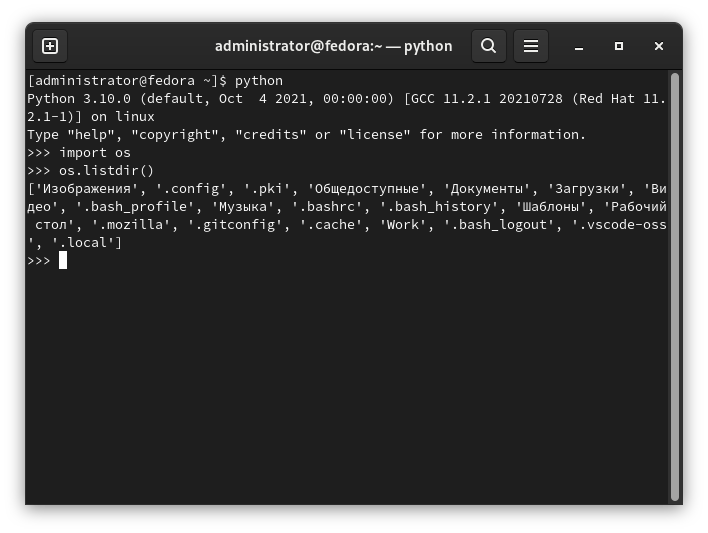 administrator@fedora:~ — python
[administrator@fedora ~]$ python
Python 3.10.0 (default, Oct  4 2021, 00:00:00) [GCC 11.2.1 20210728 (Red Hat 11.
2.1-1)] on linux
Type "help", "copyright", "credits" or "license" for more information.
>>> import os
>>> os.listdir()
['Изображения', '.config', '.pki', 'Общедоступные', 'Документы', 'Загрузки', 'Ви
део', '.bash_profile', 'Музыка', '.bashrc', '.bash_history', 'Шаблоны', 'Рабочий
 стол', '.mozilla', '.gitconfig', '.cache', 'Work', '.bash_logout', '.vscode-oss
', '.local']
>>>